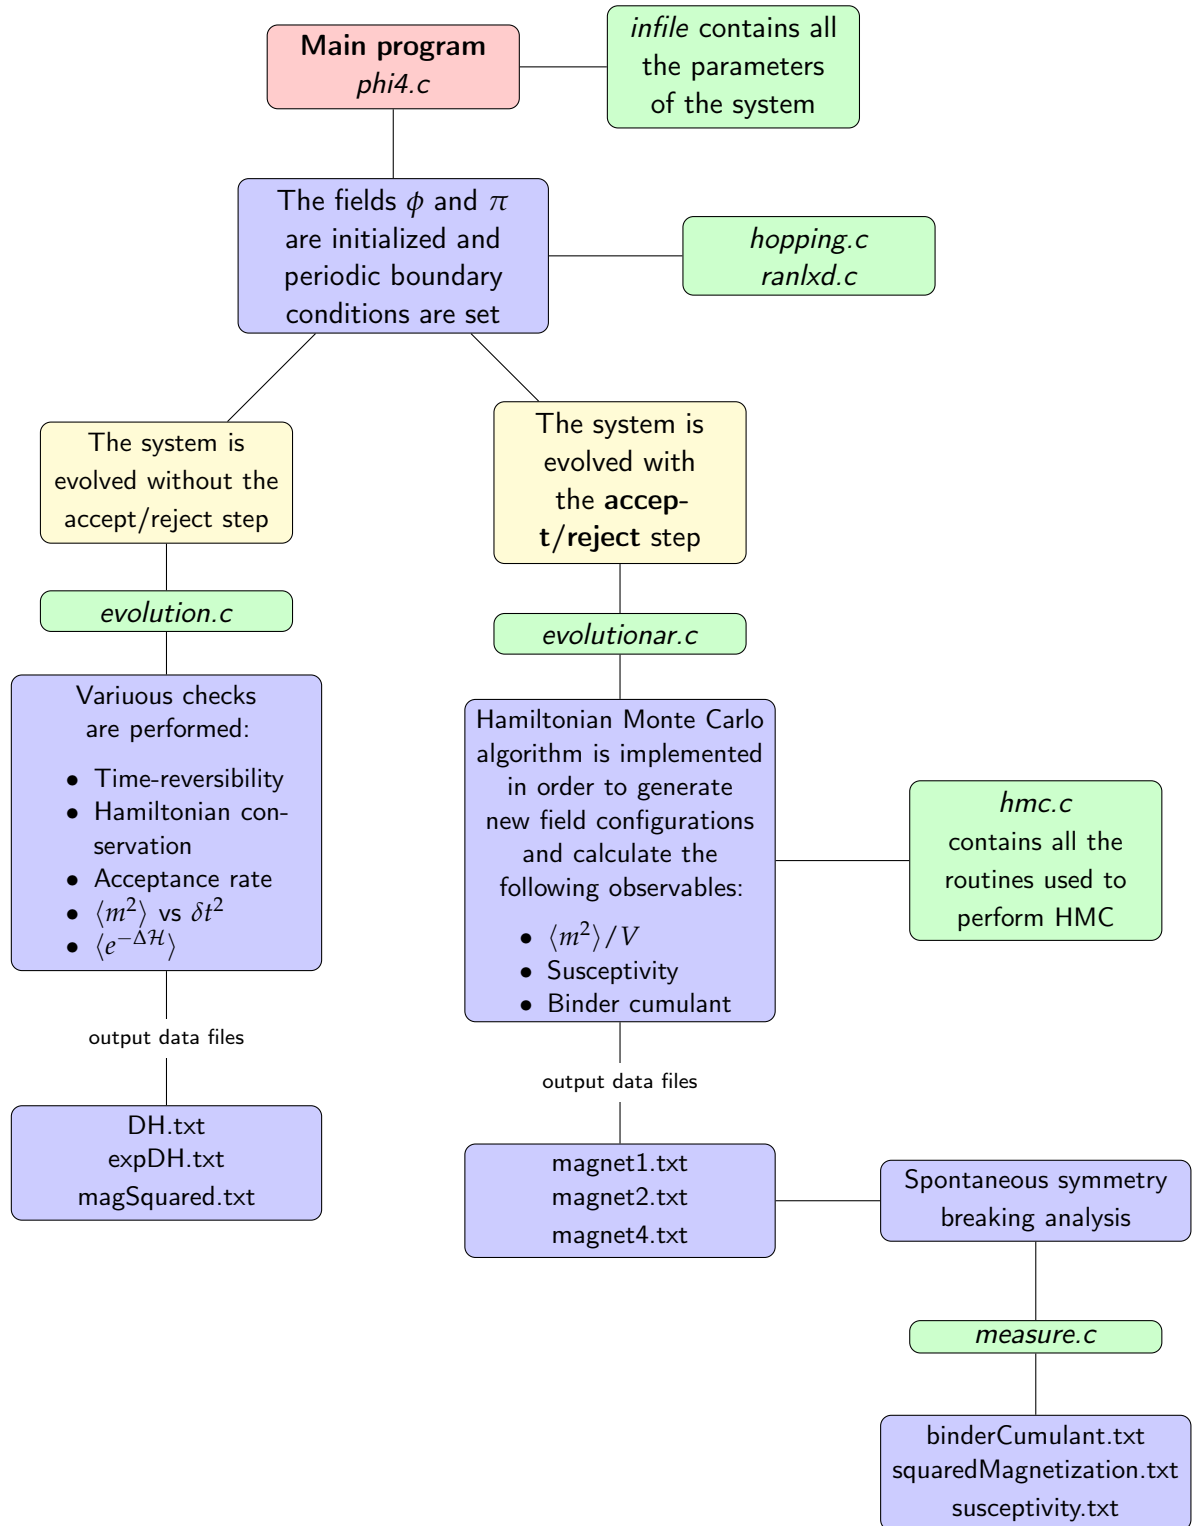 Main program
phi4.c
infile contains all
the parameters
of the system
The fields ϕ and π
are initialized and
periodic boundary
conditions are set
hopping.c
ranlxd.c
The system is
evolved without the
accept/reject step
The system is
evolved with
the accep-
t/reject step
evolution.c
evolutionar.c
Variuous checks
are performed:
• Time-reversibility
• Hamiltonian con-
servation
• Acceptance rate
• ⟨m²⟩ vs δt²
• ⟨e^{−Δℋ}⟩
Hamiltonian Monte Carlo
algorithm is implemented
in order to generate
new field configurations
and calculate the
following observables:
• ⟨m²⟩/V
• Susceptivity
• Binder cumulant
hmc.c
contains all the
routines used to
perform HMC
output data files
output data files
DH.txt
expDH.txt
magSquared.txt
magnet1.txt
magnet2.txt
magnet4.txt
Spontaneous symmetry
breaking analysis
measure.c
binderCumulant.txt
squaredMagnetization.txt
susceptivity.txt